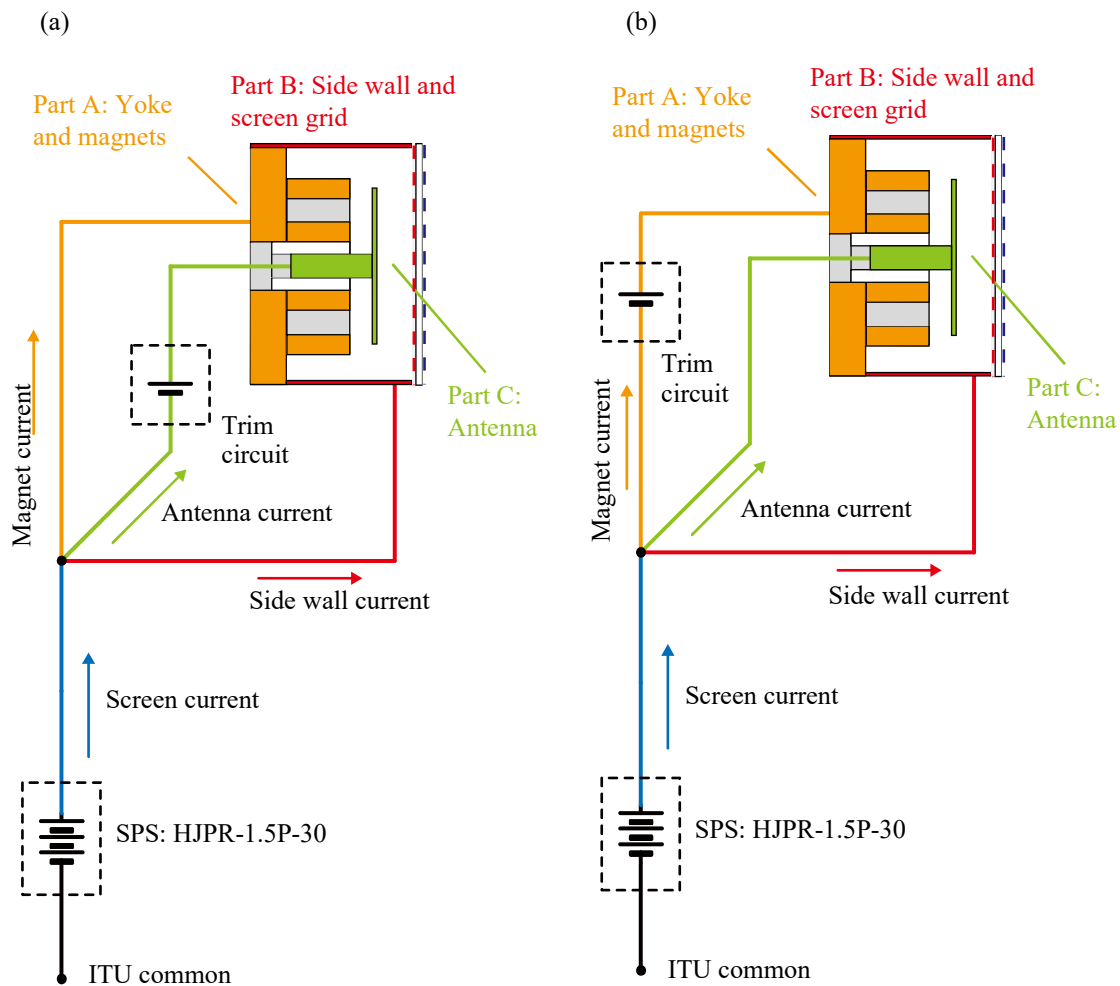 (a)
Part A: Yoke
and magnets
Part B: Side wall and
screen grid
Part C:
Antenna
Trim
circuit
Magnet current
Antenna current
Side wall current
Screen current
SPS: HJPR-1.5P-30
ITU common
(b)
Part A: Yoke
and magnets
Part B: Side wall and
screen grid
Part C:
Antenna
Trim
circuit
Magnet current
Antenna current
Side wall current
Screen current
SPS: HJPR-1.5P-30
ITU common